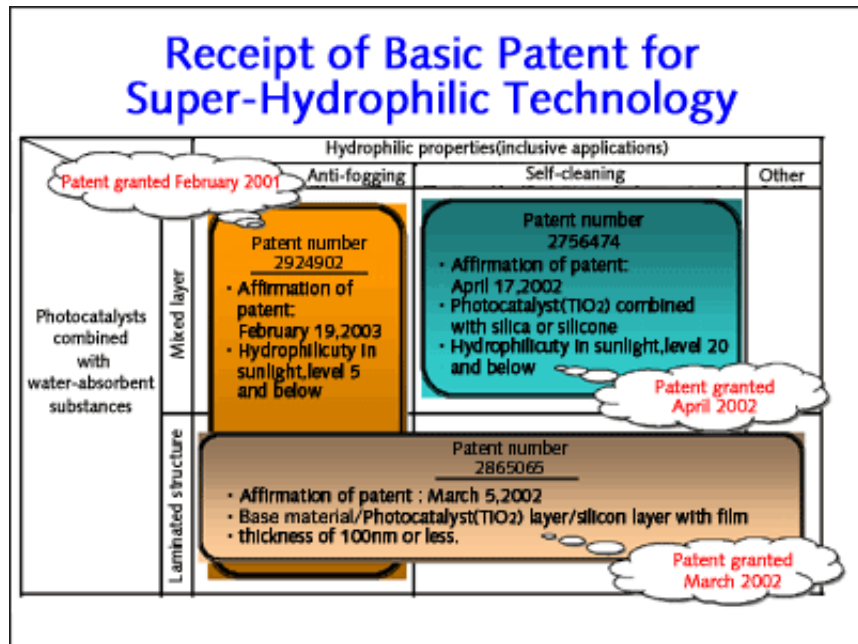 Receipt of Basic Patent for
Super-Hydrophilic Technology
Hydrophilic properties(inclusive applications)
Patent granted February 2001
Anti-fogging
Self-cleaning
Other
Photocatalysts
combined
with
water-absorbent
substances
Mixed layer
Patent number
2924902
· Affirmation of
patent:
February 19,2003
· Hydrophilicuty in
sunlight,level 5
and below
Patent number
2756474
· Affirmation of patent:
April 17,2002
· Photocatalyst(TiO2) combined
with silica or silicone
· Hydrophilicuty in sunlight,level 20
and below
Patent granted
April 2002
Laminated structure
Patent number
2865065
· Affirmation of patent : March 5,2002
· Base material/Photocatalyst(TiO2) layer/silicon layer with film
· thickness of 100nm or less.
Patent granted
March 2002